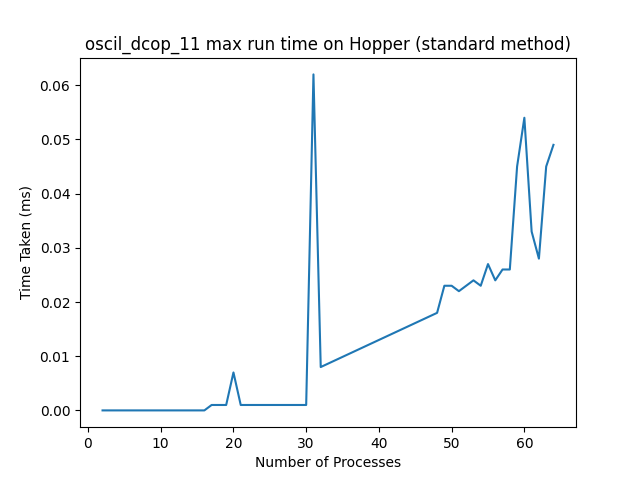 oscil_dcop_11 max run time on Hopper (standard method)
0.06
0.05
0.04
0.03
0.02
0.01
0.00
Time Taken (ms)
0 10 20 30 40 50 60
Number of Processes